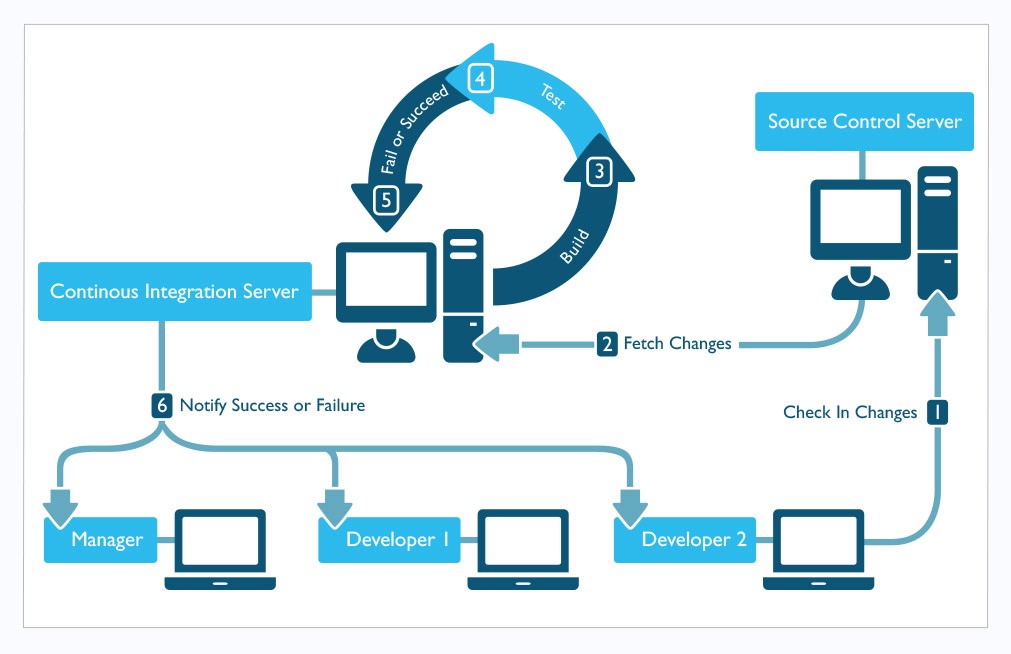 4
Test
Fail or Succeed
3
5
Build
Source Control Server
Continous Integration Server
2 Fetch Changes
6 Notify Success or Failure
Check In Changes 1
Manager
Developer 1
Developer 2